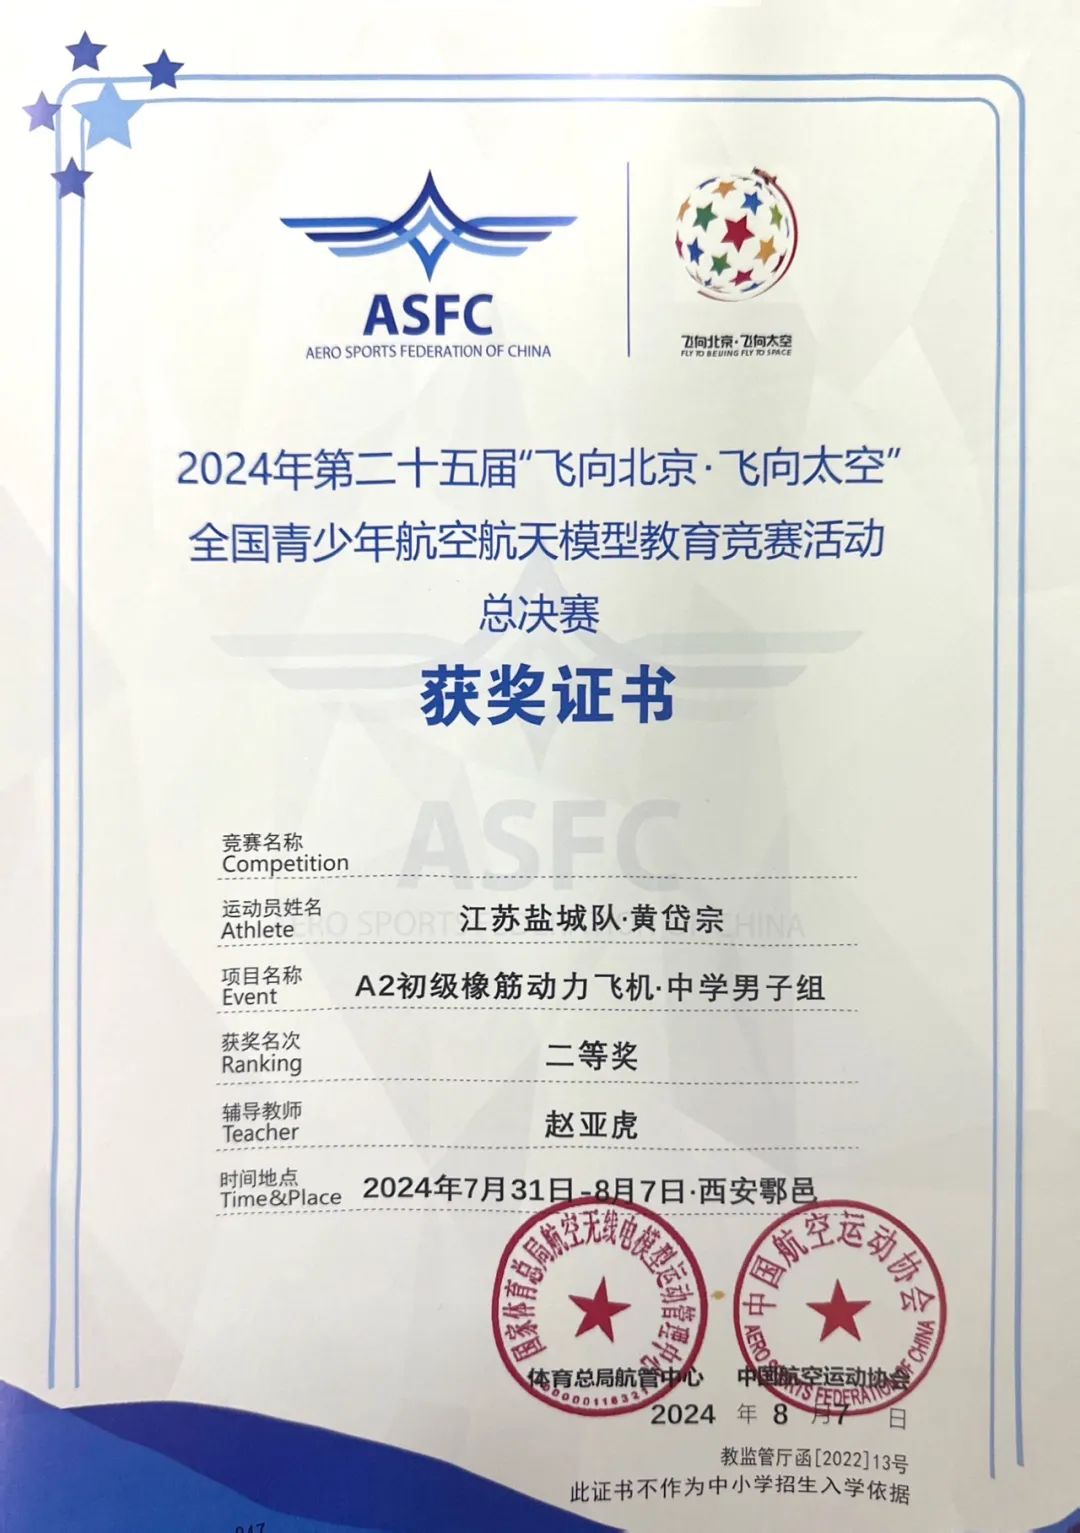 ASFC
AERO SPORTS FEDERATION OF CHINA
飞向北京·飞向太空
FLY TO BEIJING FLY TO SPACE
2024年第二十五届“飞向北京·飞向太空”
全国青少年航空航天模型教育竞赛活动
总决赛
获奖证书
ASFC
AERO SPORTS FEDERATION OF CHINA
竞赛名称
Competition
运动员姓名
Athlete
江苏盐城队·黄岱宗
项目名称
Event
A2初级橡筋动力飞机·中学男子组
获奖名次
Ranking
二等奖
辅导教师
Teacher
赵亚虎
时间地点
Time&Place
2024年7月31日-8月7日·西安鄠邑
国家体育总局航空无线电模型运动管理中心
中国航空运动协会
AERO SPORTS FEDERATION OF CHINA
体育总局航管中心 中国航空运动协会
2024 年 8 月7 日
教监管厅函[2022]13号
此证书不作为中小学招生入学依据